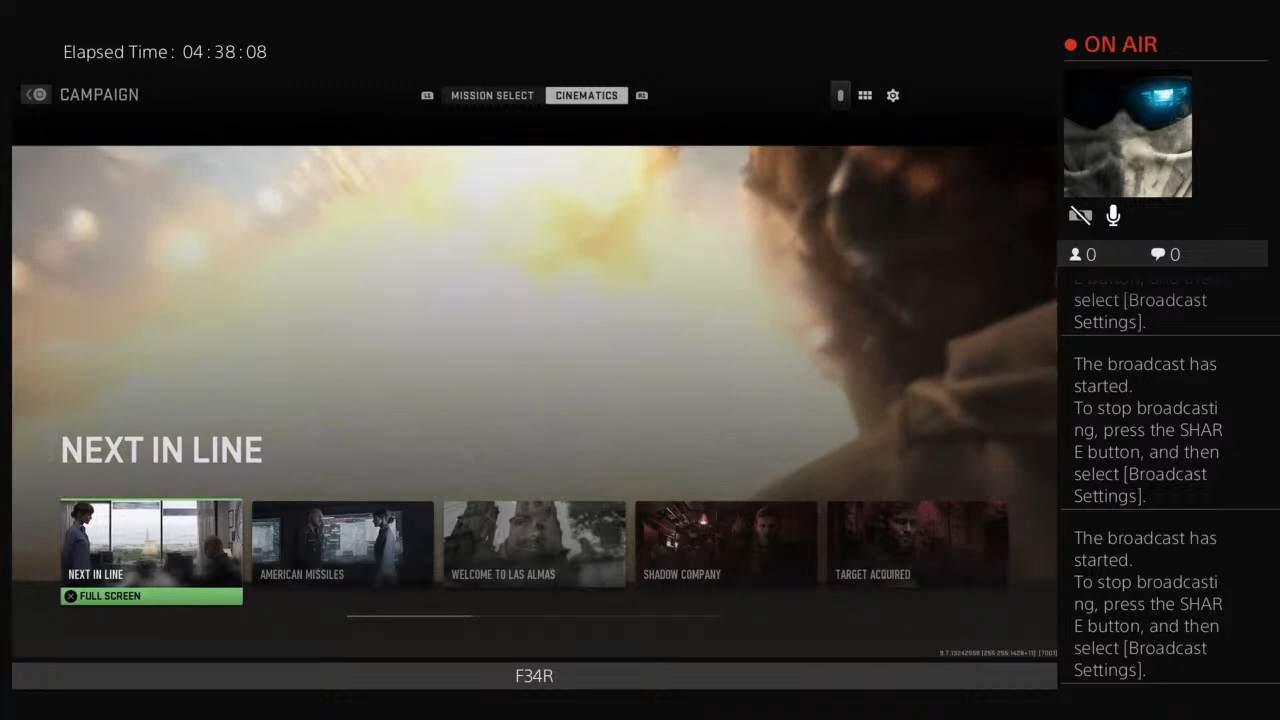 Elapsed Time: 04:38:08
ON AIR
CAMPAIGN
MISSION SELECT
CINEMATICS
0
0
select [Broadcast
Settings].
The broadcast has
started.
To stop broadcasti
ng, press the SHAR
E button, and then
select [Broadcast
Settings].
The broadcast has
started.
To stop broadcasti
ng, press the SHAR
E button, and then
select [Broadcast
Settings].
NEXT IN LINE
NEXT IN LINE
AMERICAN MISSILES
WELCOME TO LAS ALMAS
SHADOW COMPANY
TARGET ACQUIRED
FULL SCREEN
F34R